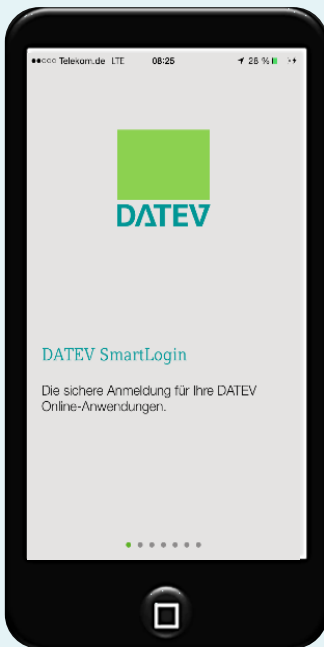 Telekom.de LTE 08:25 28 %
DATEV
DATEV SmartLogin
Die sichere Anmeldung für Ihre DATEV
Online-Anwendungen.